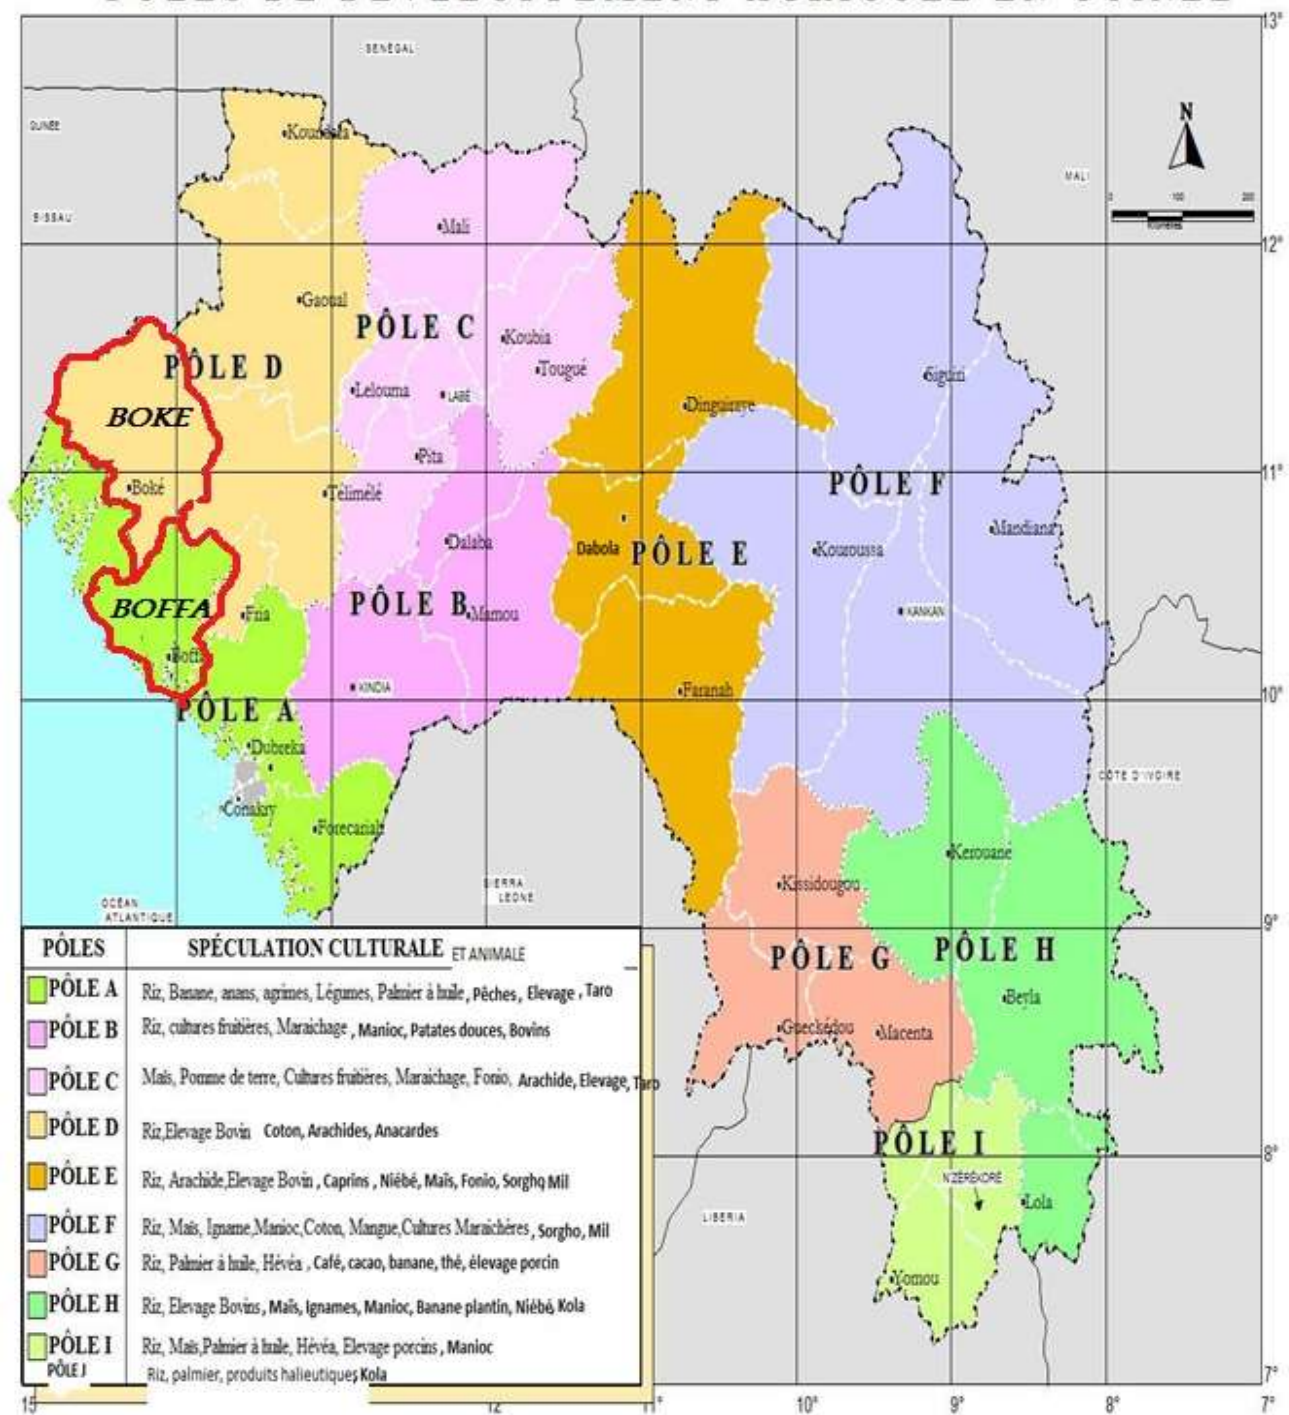 13°
SENEGAL
N
GUINÉE
Koundara
MALI
0 100 200
Kilomètres
BISSAU
Mali
12°
Gaoual
PÔLE C
Koubia
PÔLE D
Tougué
Siguiri
Lelouma
LABÉ
Dinguiraye
BOKE
Pita
11°
Boké
Télimélé
PÔLE F
Mandiana
Dalaba
Dabola
PÔLE E
Kouroussa
BOFFA
PÔLE B
Fria
Mamou
KANKAN
Boffa
KINDIA
Faranah
10°
PÔLE A
Dubreka
CÔTE D'IVOIRE
Conakry
Forecariah
Kerouane
SIERRA
LEONE
Kissidougou
OCÉAN
ATLANTIQUE
9°
PÔLE G
PÔLE H
Beyla
Gueckédou
Macenta
PÔLE I
8°
N'ZÉRÉKORÉ
Lola
LIBERIA
Yomou
PÔLES SPÉCULATION CULTURALE ET ANIMALE
PÔLE A Riz, Banane, anans, agrimes, Légumes, Palmier à huile, Pêches, Elevage, Taro
PÔLE B Riz, cultures fruitières, Maraichage, Manioc, Patates douces, Bovins
PÔLE C Maïs, Pomme de terre, Cultures fruitières, Maraichage, Fonio, Arachide, Elevage, Taro
PÔLE D Riz,Elevage Bovin Coton, Arachides, Anacardes
PÔLE E Riz, Arachide,Elevage Bovin, Caprins, Niébé, Maïs, Fonio, Sorgho Mil
PÔLE F Riz, Maïs, Igname,Manioc,Coton, Mangue,Cultures Maraichères, Sorgho, Mil
PÔLE G Riz, Palmier à huile, Hévéa, Café, cacao, banane, thé, élevage porcin
PÔLE H Riz, Elevage Bovins, Maïs, Ignames, Manioc, Banane plantin, Niébé, Kola
PÔLE I Riz, Maïs,Palmier à huile, Hévéa, Elevage porcins, Manioc
PÔLE J Riz, palmier, produits halieutiques, Kola
7°
15 12 11° 10° 9° 8° 7°